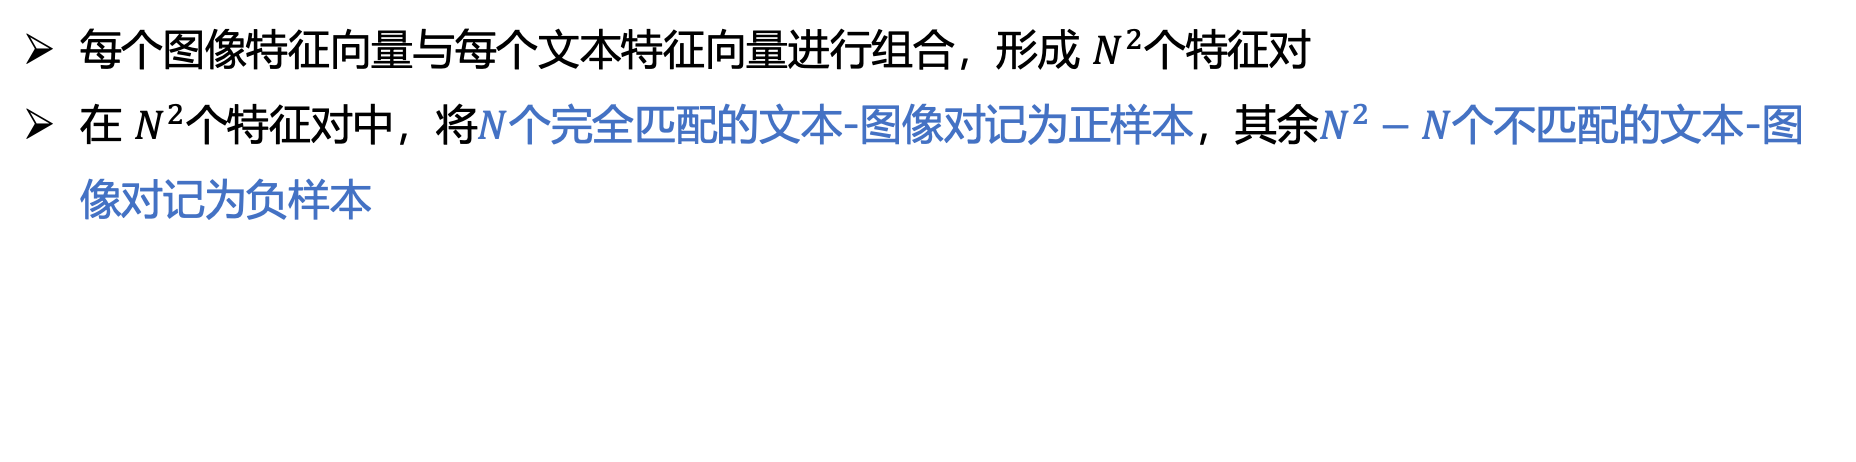 ➢ 每个图像特征向量与每个文本特征向量进行组合，形成 N²个特征对
➢ 在 N²个特征对中，将N个完全匹配的文本-图像对记为正样本，其余N² − N个不匹配的文本-图
像对记为负样本